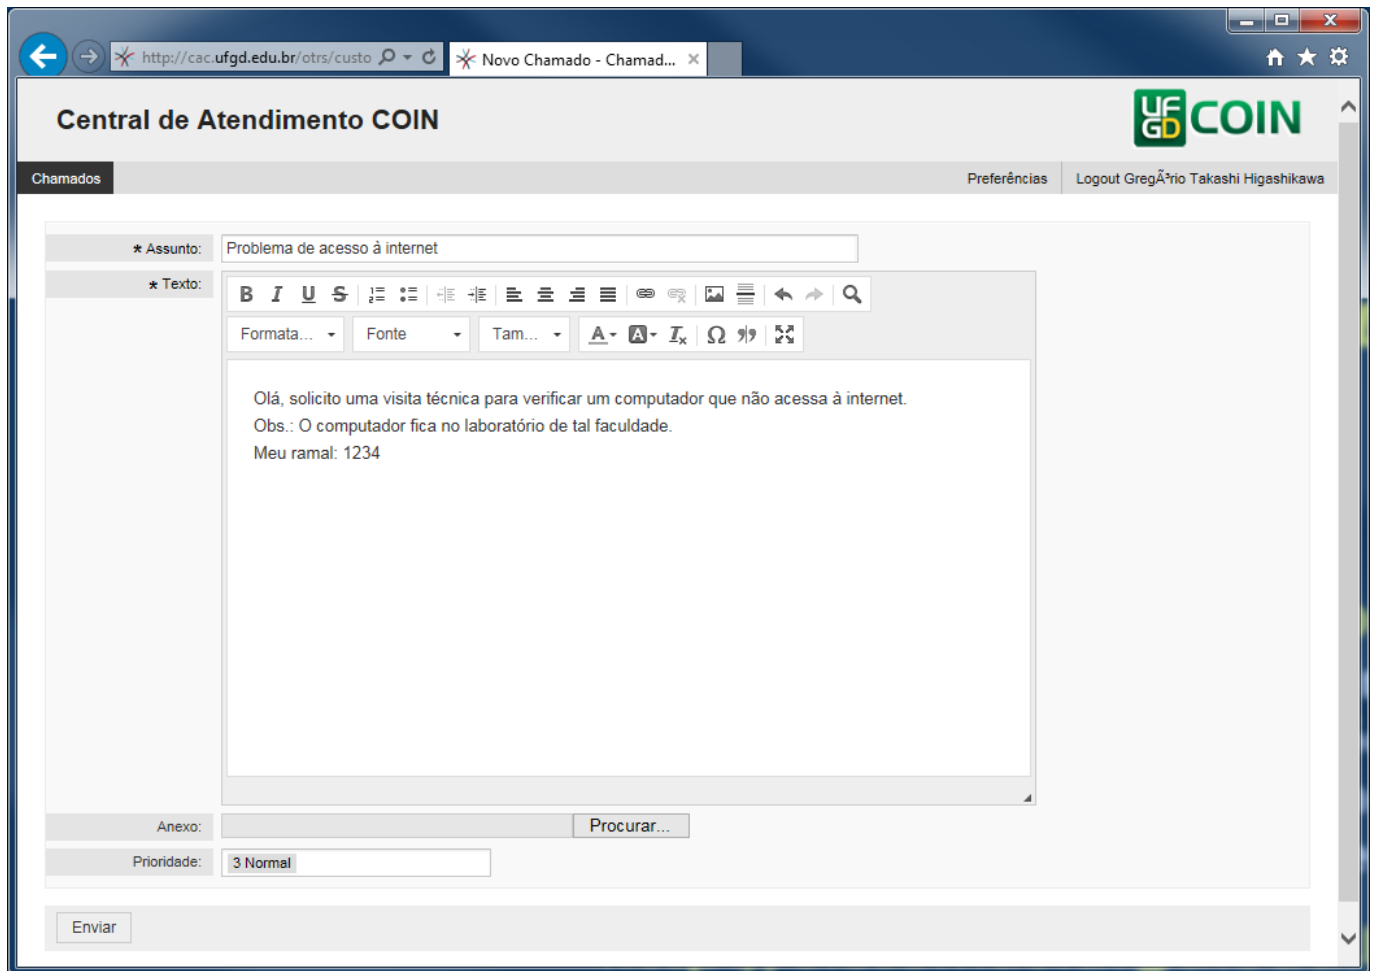 http://cac.ufgd.edu.br/otrs/custo
Novo Chamado - Chamad...
Central de Atendimento COIN
UFGD COIN
Chamados
Preferências
Logout GregÃ³rio Takashi Higashikawa
* Assunto:
Problema de acesso à internet
* Texto:
B I U S
Formata...
Fonte
Tam...
Olá, solicito uma visita técnica para verificar um computador que não acessa à internet.
Obs.: O computador fica no laboratório de tal faculdade.
Meu ramal: 1234
Anexo:
Procurar...
Prioridade:
3 Normal
Enviar